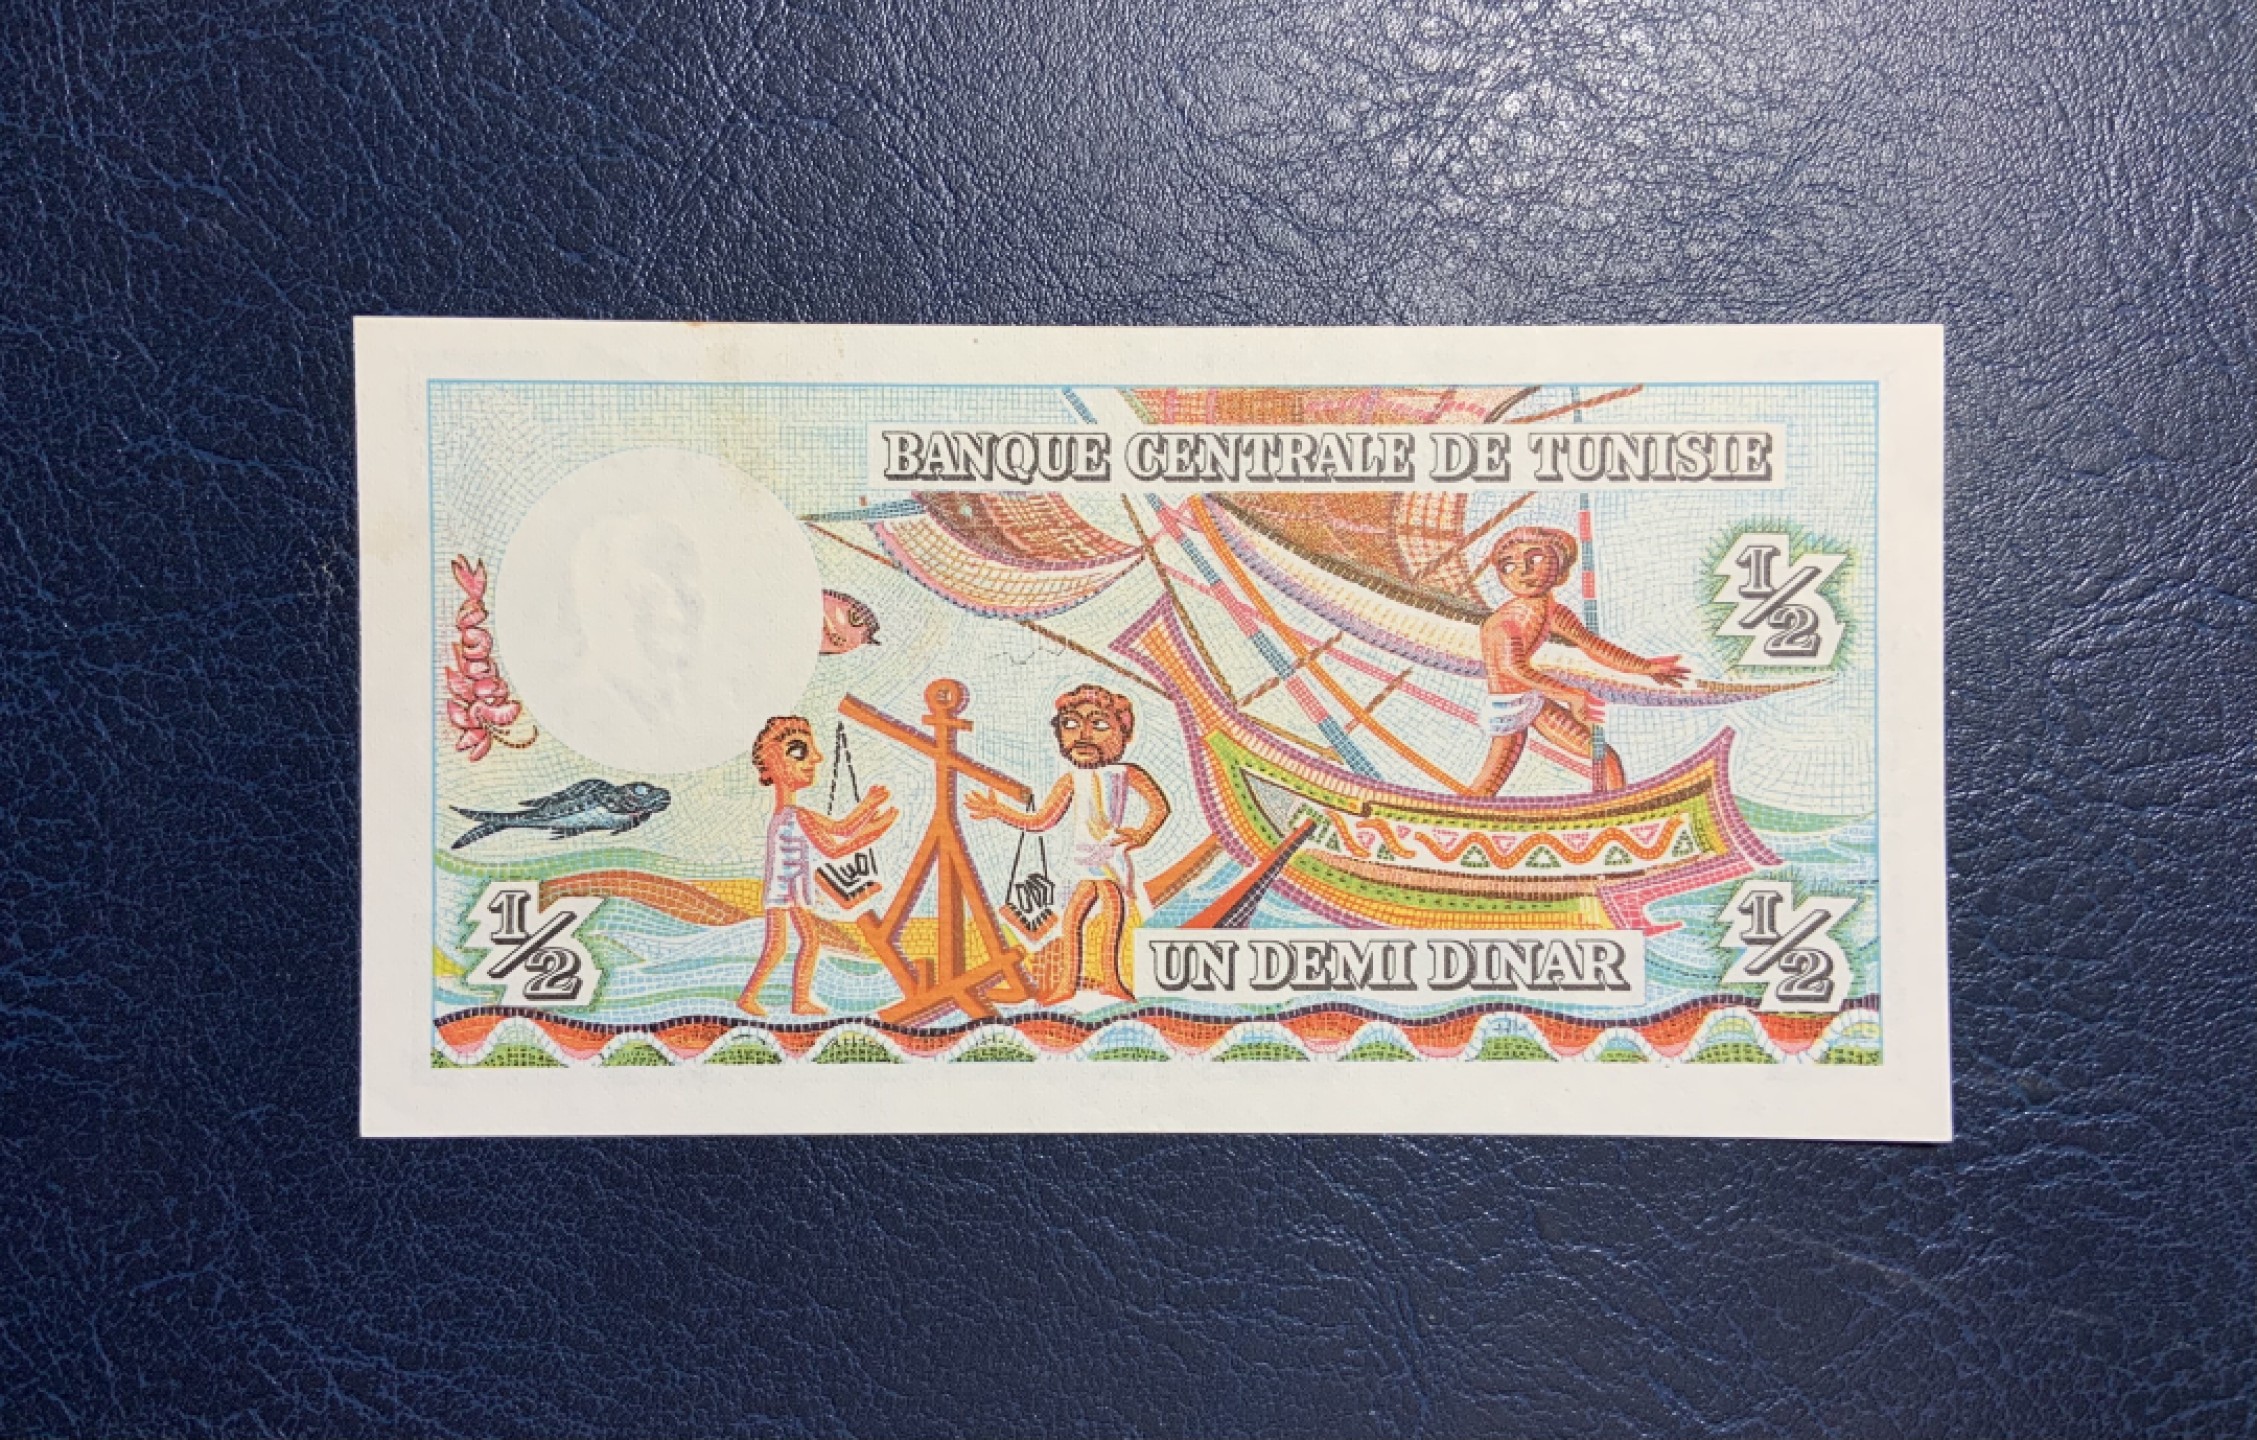 BANQUE CENTRALE DE TUNISIE
1/2
1/2
UN DEMI DINAR
1/2